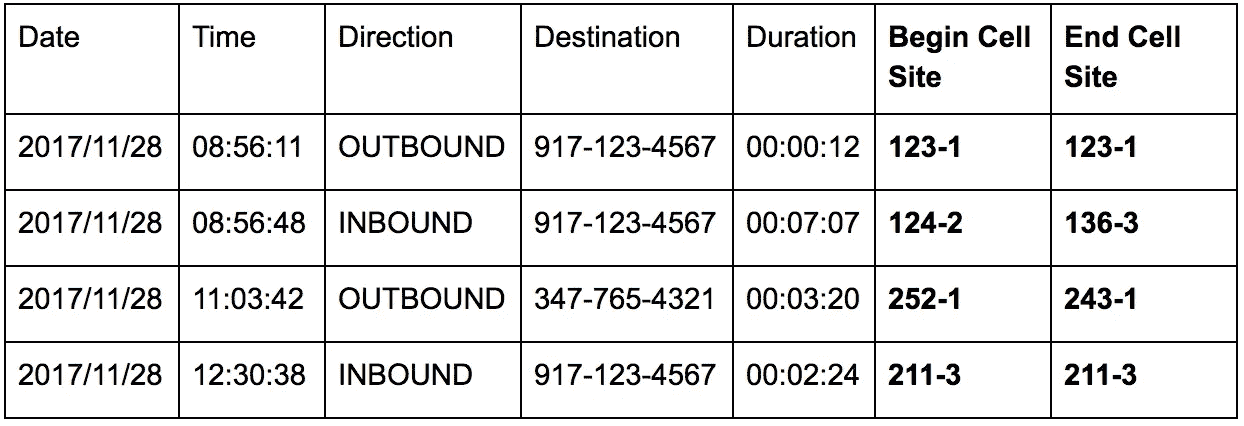 Date Time Direction Destination Duration Begin Cell Site End Cell Site
2017/11/28 08:56:11 OUTBOUND 917-123-4567 00:00:12 123-1 123-1
2017/11/28 08:56:48 INBOUND 917-123-4567 00:07:07 124-2 136-3
2017/11/28 11:03:42 OUTBOUND 347-765-4321 00:03:20 252-1 243-1
2017/11/28 12:30:38 INBOUND 917-123-4567 00:02:24 211-3 211-3